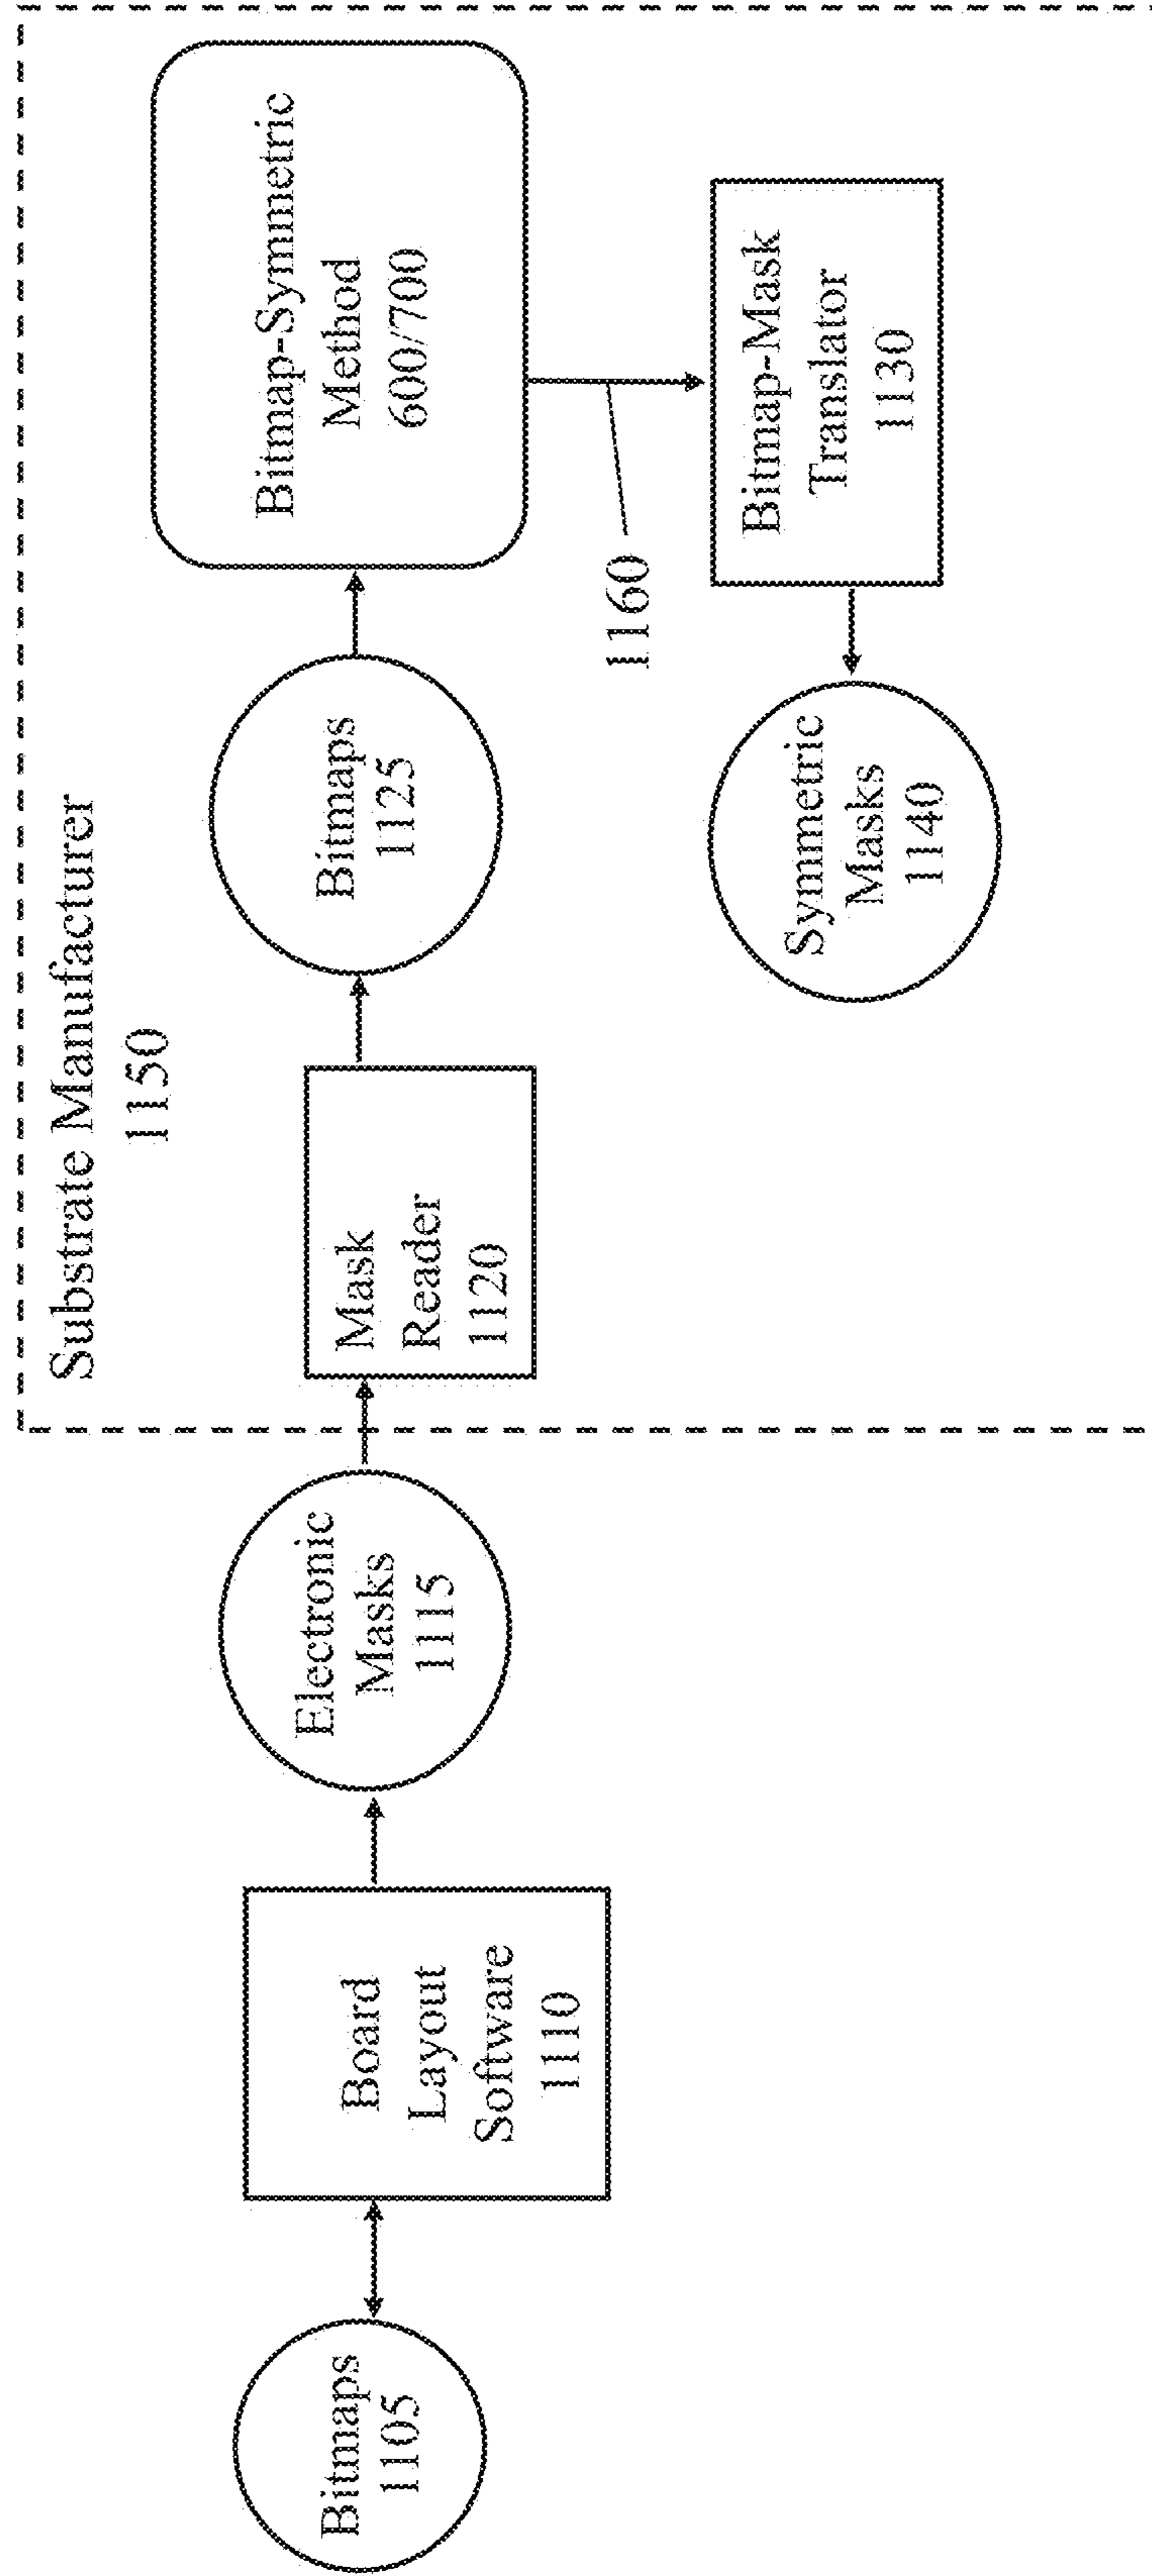 Bitmaps
1105
Board
Layout
Software
1110
Electronic
Masks
1115
Substrate Manufacturer
1150
Mask
Reader
1120
Bitmaps
1125
Bitmap-Symmetric
Method
600/700
1160
Bitmap-Mask
Translator
1130
Symmetric
Masks
1140